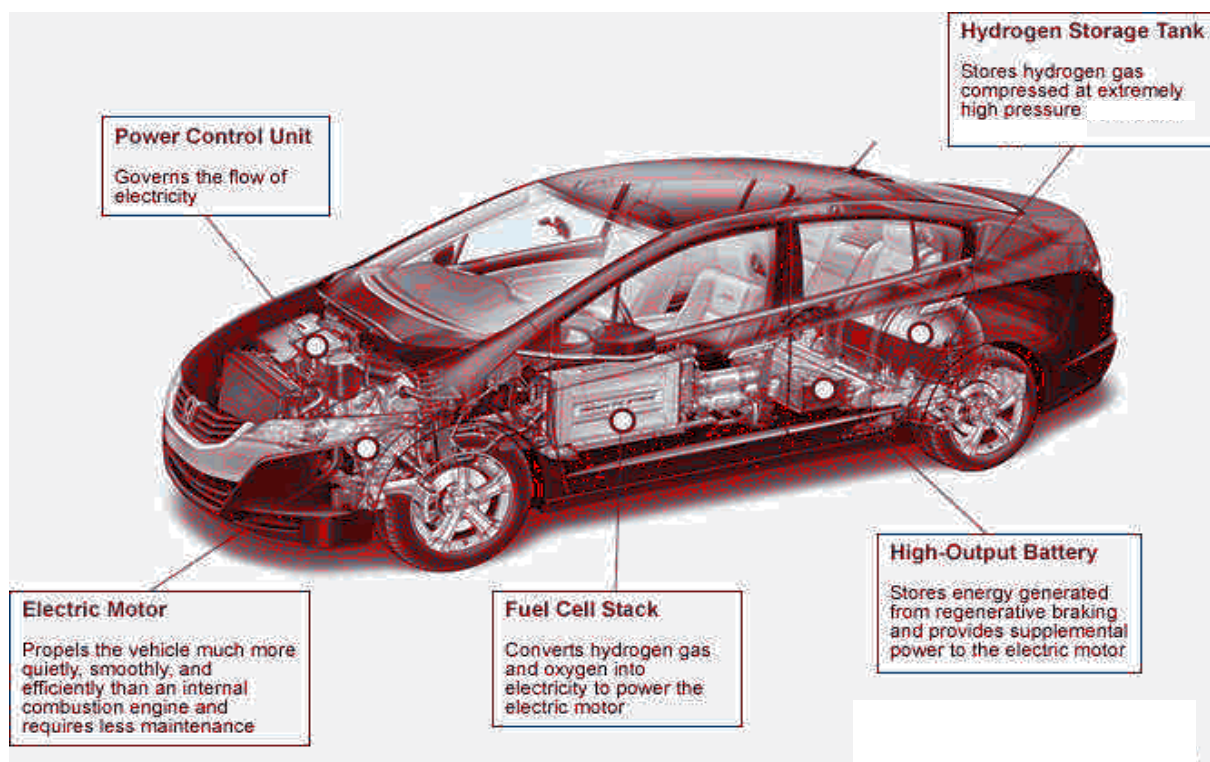 Hydrogen Storage Tank
Stores hydrogen gas
compressed at extremely
high pressure
Power Control Unit
Governs the flow of
electricity
High-Output Battery
Stores energy generated
from regenerative braking
and provides supplemental
power to the electric motor
Electric Motor
Propels the vehicle much more
quietly, smoothly, and
efficiently than an internal
combustion engine and
requires less maintenance
Fuel Cell Stack
Converts hydrogen gas
and oxygen into
electricity to power the
electric motor